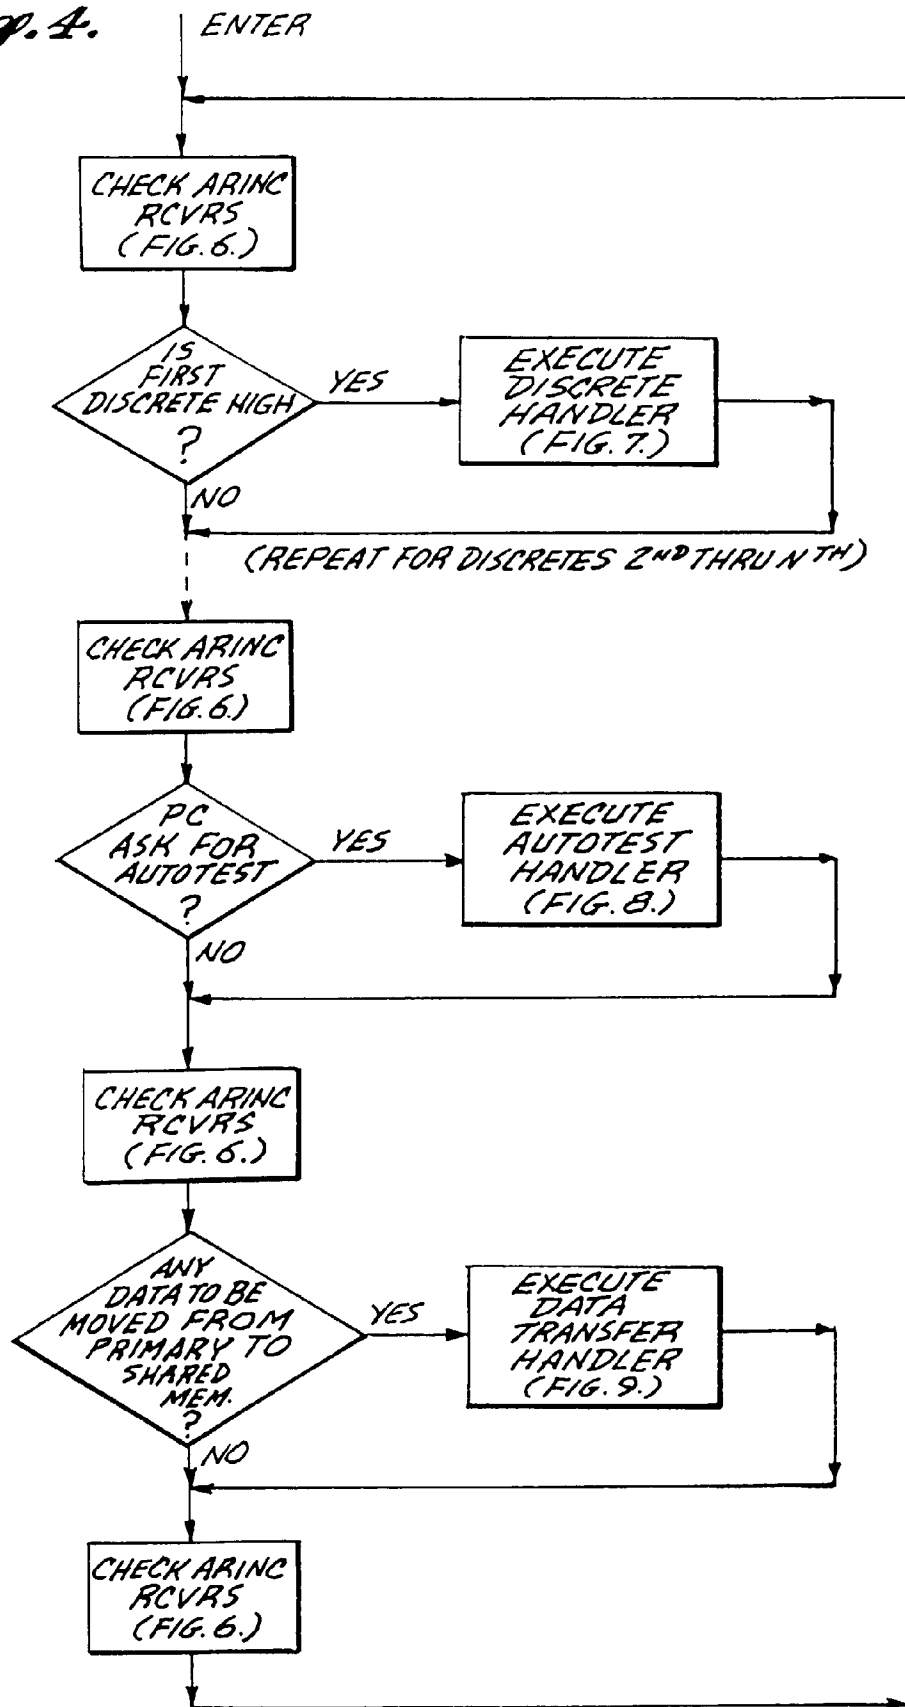 p. 4.
ENTER
CHECK ARINC
RCVRS
(FIG. 6.)
IS
FIRST
DISCRETE HIGH
?
YES
EXECUTE
DISCRETE
HANDLER
(FIG. 7.)
NO
(REPEAT FOR DISCRETES 2ND THRU NTH)
CHECK ARINC
RCVRS
(FIG. 6.)
PC
ASK FOR
AUTOTEST
?
YES
EXECUTE
AUTOTEST
HANDLER
(FIG. 8.)
NO
CHECK ARINC
RCVRS
(FIG. 6.)
ANY
DATA TO BE
MOVED FROM
PRIMARY TO
SHARED
MEM.
?
YES
EXECUTE
DATA
TRANSFER
HANDLER
(FIG. 9.)
NO
CHECK ARINC
RCVRS
(FIG. 6.)